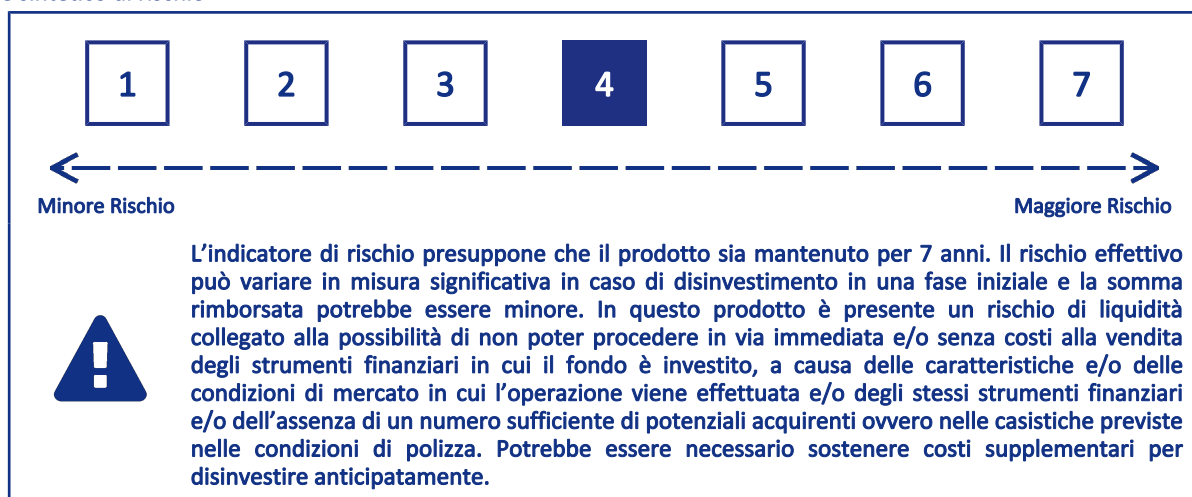 1 2 3 4 5 6 7
Minore Rischio Maggiore Rischio
L’indicatore di rischio presuppone che il prodotto sia mantenuto per 7 anni. Il rischio effettivo
può variare in misura significativa in caso di disinvestimento in una fase iniziale e la somma
rimborsata potrebbe essere minore. In questo prodotto è presente un rischio di liquidità
collegato alla possibilità di non poter procedere in via immediata e/o senza costi alla vendita
degli strumenti finanziari in cui il fondo è investito, a causa delle caratteristiche e/o delle
condizioni di mercato in cui l’operazione viene effettuata e/o degli stessi strumenti finanziari
e/o dell’assenza di un numero sufficiente di potenziali acquirenti ovvero nelle casistiche previste
nelle condizioni di polizza. Potrebbe essere necessario sostenere costi supplementari per
disinvestire anticipatamente.